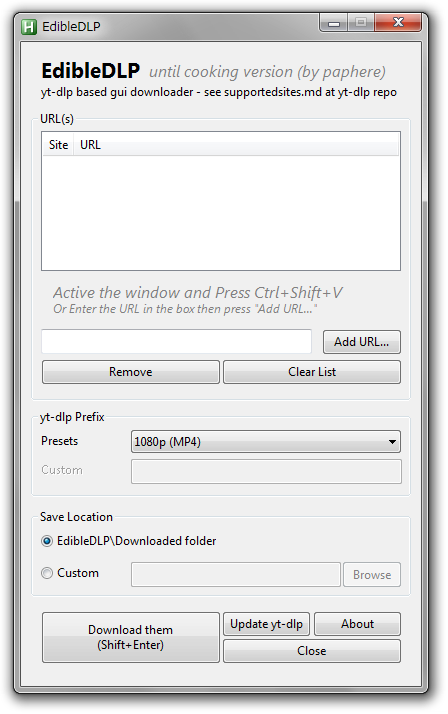 EdibleDLP
EdibleDLP until cooking version (by paphere)
yt-dlp based gui downloader - see supportedsites.md at yt-dlp repo
URL(s)
Site URL
Active the window and Press Ctrl+Shift+V
Or Enter the URL in the box then press "Add URL..."
Add URL...
Remove Clear List
yt-dlp Prefix
Presets 1080p (MP4)
Custom
Save Location
EdibleDLP\Downloaded folder
Custom Browse
Download them
(Shift+Enter)
Update yt-dlp About
Close